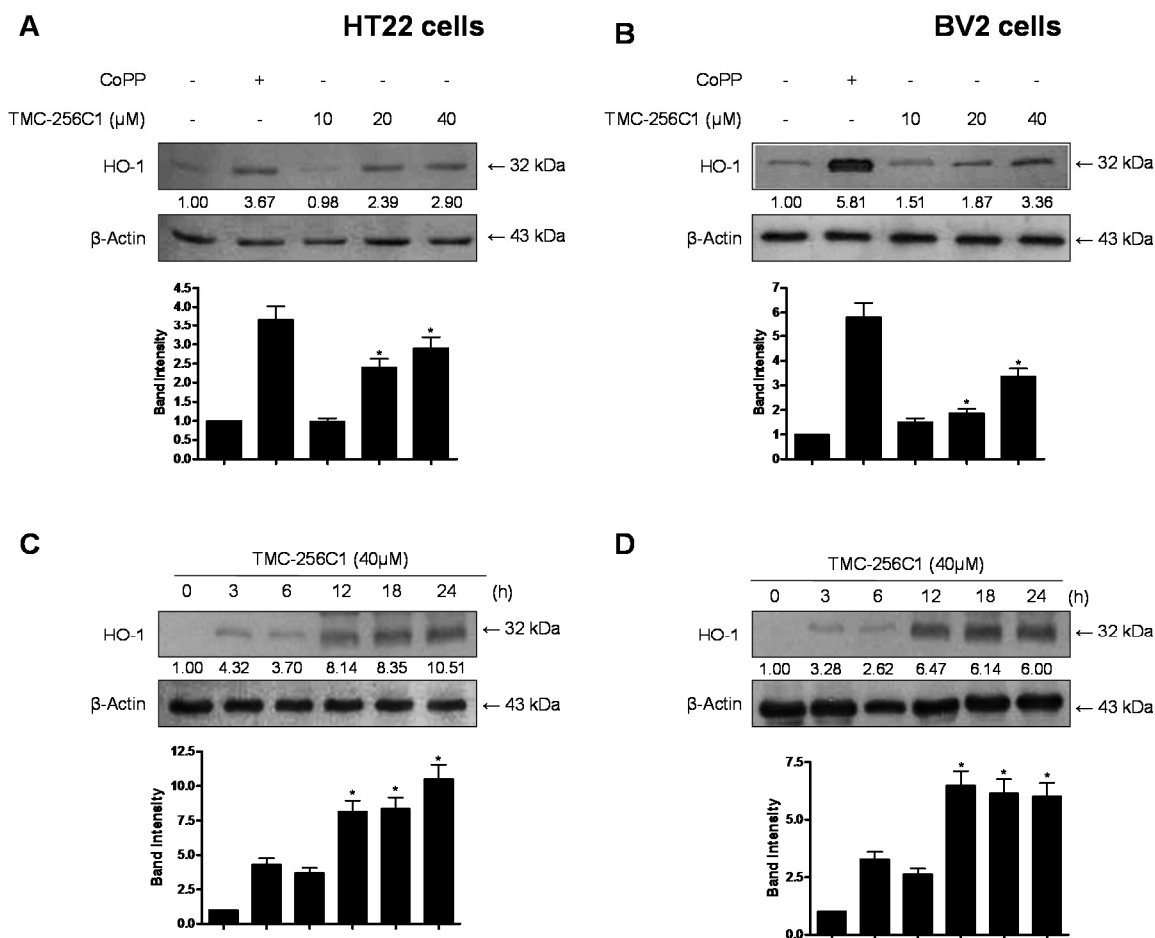 A
HT22 cells
CoPP - + - - -
TMC-256C1 (μM) - - 10 20 40
HO-1 ← 32 kDa
1.00 3.67 0.98 2.39 2.90
β-Actin ← 43 kDa
4.5
4.0
3.5
3.0
2.5
2.0
1.5
1.0
0.5
0.0
Band Intensity
* *
B
BV2 cells
CoPP - + - - -
TMC-256C1 (μM) - - 10 20 40
HO-1 ← 32 kDa
1.00 5.81 1.51 1.87 3.36
β-Actin ← 43 kDa
7
6
5
4
3
2
1
0
Band Intensity
* *
C
TMC-256C1 (40μM)
0 3 6 12 18 24 (h)
HO-1 ← 32 kDa
1.00 4.32 3.70 8.14 8.35 10.51
β-Actin ← 43 kDa
12.5
10.0
7.5
5.0
2.5
0.0
Band Intensity
* * *
D
TMC-256C1 (40μM)
0 3 6 12 18 24 (h)
HO-1 ← 32 kDa
1.00 3.28 2.62 6.47 6.14 6.00
β-Actin ← 43 kDa
7.5
5.0
2.5
0.0
Band Intensity
* * *